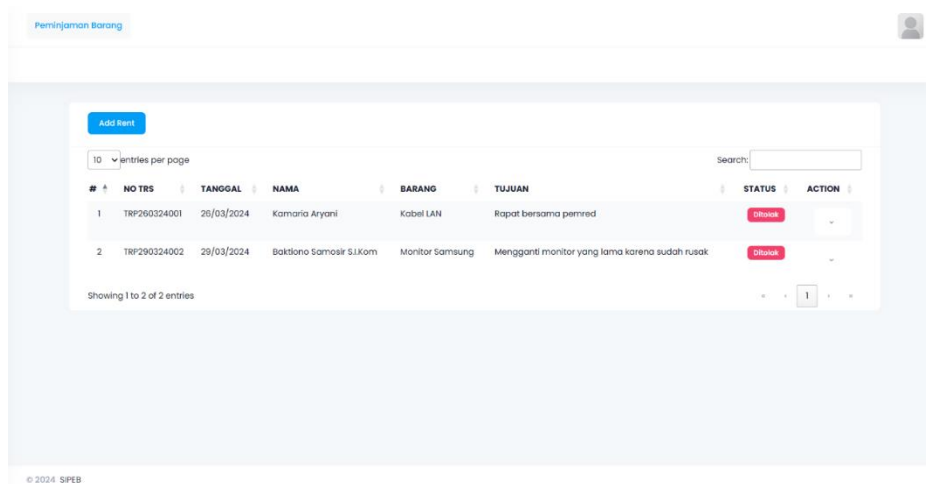 Peminjaman Barang
Add Rent
10 entries per page
Search:
# NO TRS TANGGAL NAMA BARANG TUJUAN STATUS ACTION
1 TRP260324001 26/03/2024 Kamaria Aryani Kabel LAN Rapat bersama pemred Ditolak
2 TRP290324002 29/03/2024 Baktiono Samosir S.I.Kom Monitor Samsung Mengganti monitor yang lama karena sudah rusak Ditolak
Showing 1 to 2 of 2 entries
« ‹ 1 › »
© 2024 SIPEB